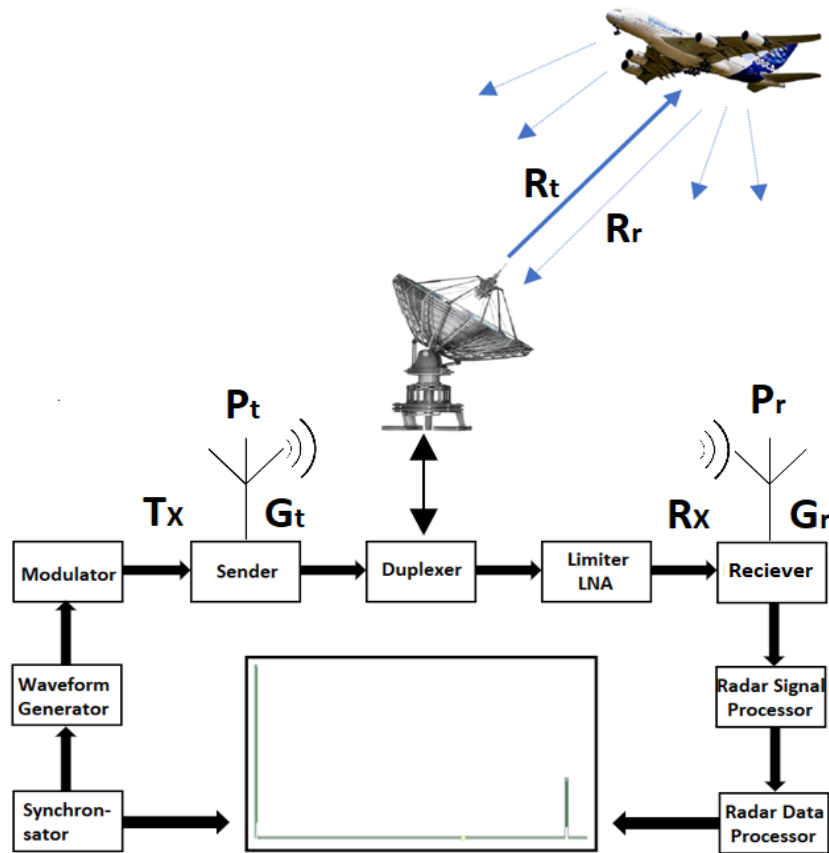 Rt
Rr
Pt
Pr
Tx
Gt
Rx
Gr
Modulator
Sender
Duplexer
Limiter
LNA
Reciever
Waveform
Generator
Radar Signal
Processor
Synchron-
sator
Radar Data
Processor